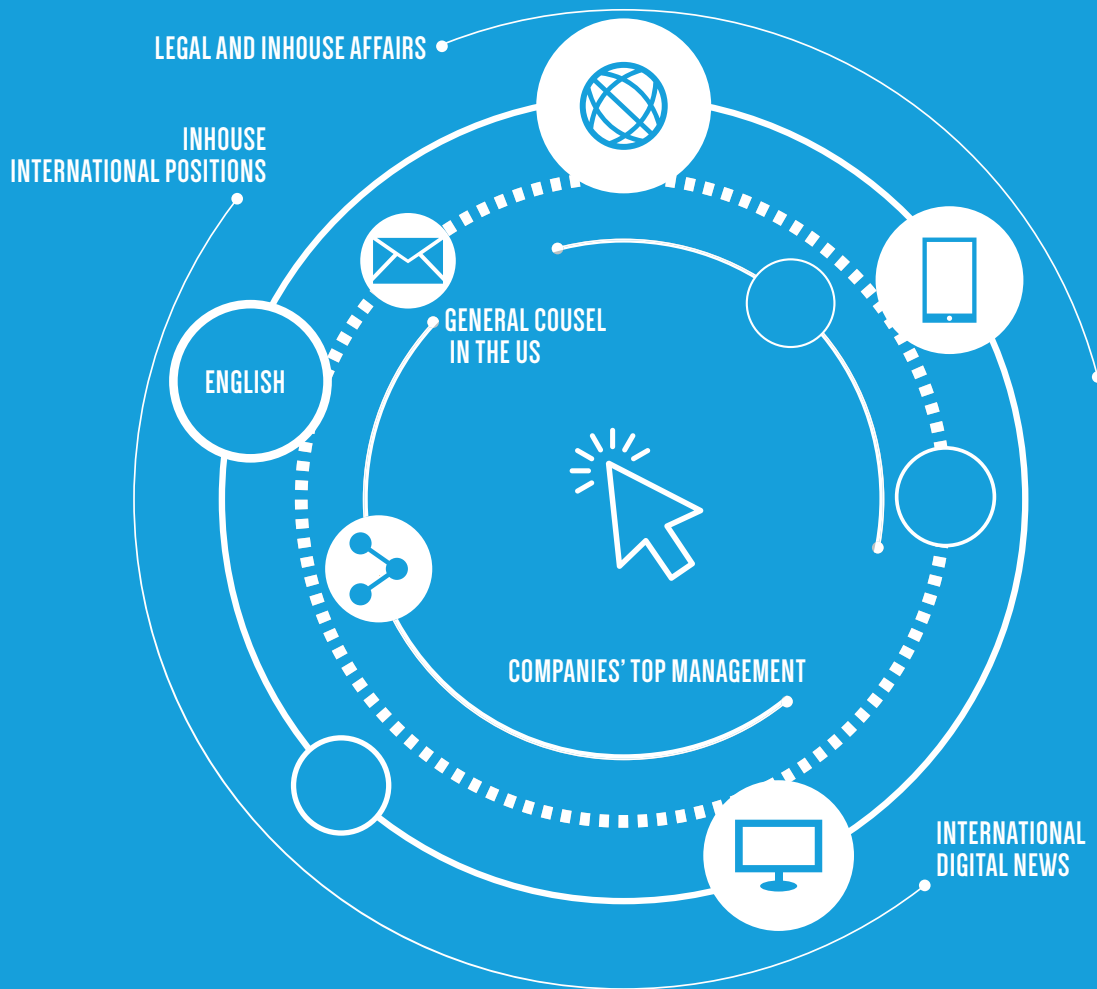 LEGAL AND INHOUSE AFFAIRS
INHOUSE
INTERNATIONAL POSITIONS
GENERAL COUSEL
IN THE US
ENGLISH
COMPANIES’ TOP MANAGEMENT
INTERNATIONAL
DIGITAL NEWS